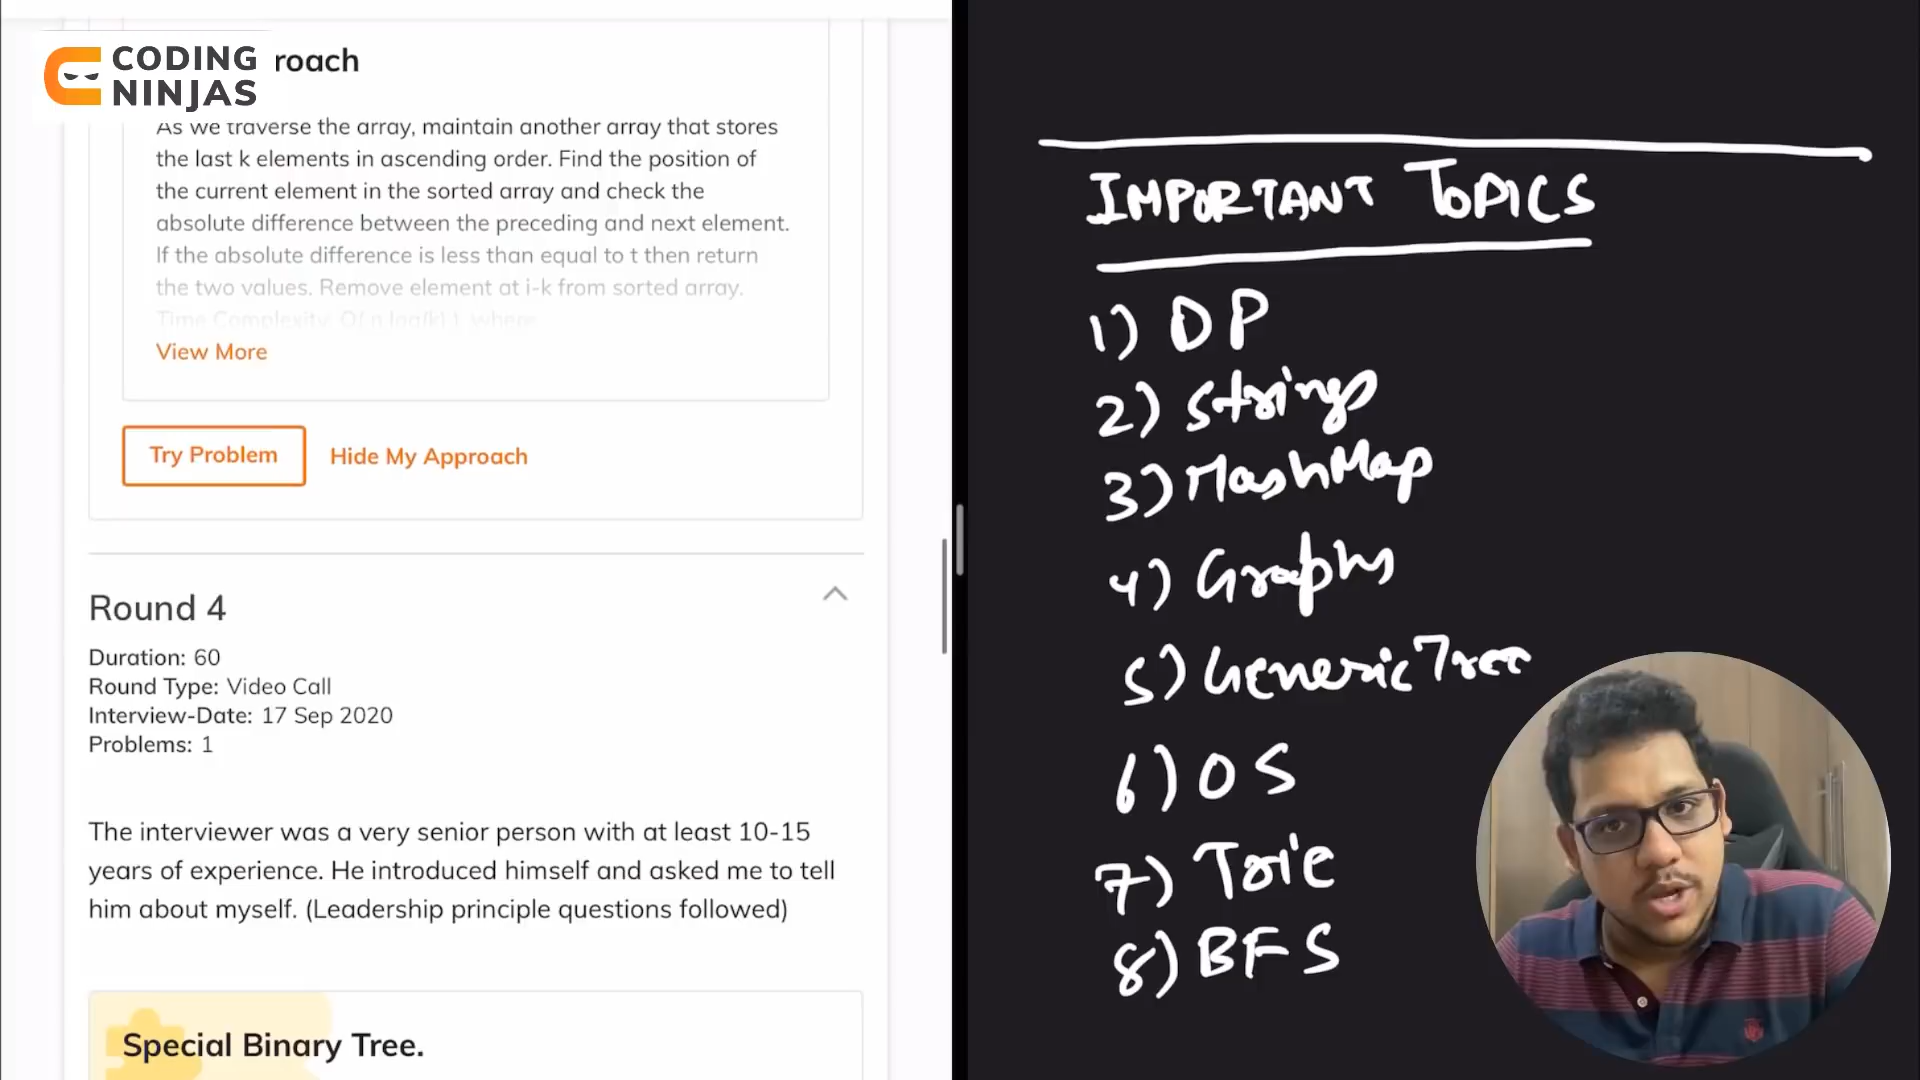 CODING
NINJAS
roach
As we traverse the array, maintain another array that stores
the last k elements in ascending order. Find the position of
the current element in the sorted array and check the
absolute difference between the preceding and next element.
If the absolute difference is less than equal to t then return
the two values. Remove element at i-k from sorted array.
Time Complexity: O( n log(k) ), where
View More
Try Problem
Hide My Approach
Round 4
Duration: 60
Round Type: Video Call
Interview-Date: 17 Sep 2020
Problems: 1
The interviewer was a very senior person with at least 10-15
years of experience. He introduced himself and asked me to tell
him about myself. (Leadership principle questions followed)
Special Binary Tree.
IMPORTANT TOPICS
1) DP
2) Strings
3) HashMap
4) Graphs
5) Generic Tree
6) OS
7) Trie
8) BFS